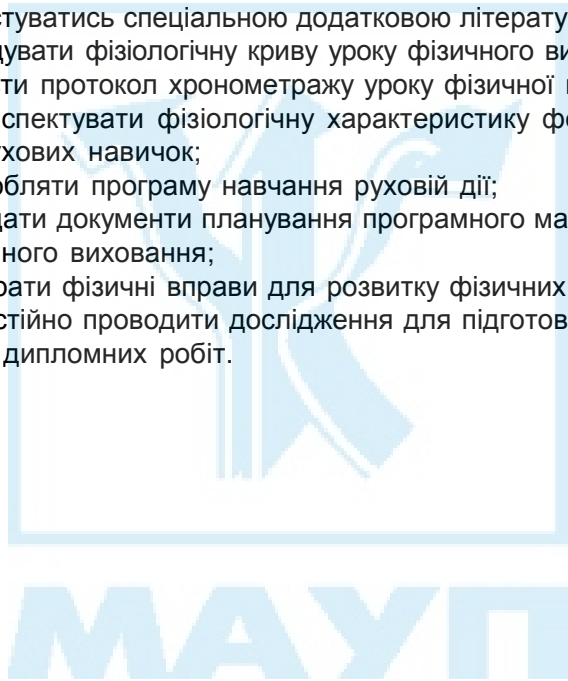 стуватись спеціальною додатковою літерату
дувати фізіологічну криву уроку фізичного ви
ти протокол хронометражу уроку фізичної
спектувати фізіологічну характеристику ф
ухових навичок;
обляти програму навчання руховій дії;
дати документи планування програмного ма
ного виховання;
рати фізичні вправи для розвитку фізичних
стійно проводити дослідження для підготов
дипломних робіт.
МАУП